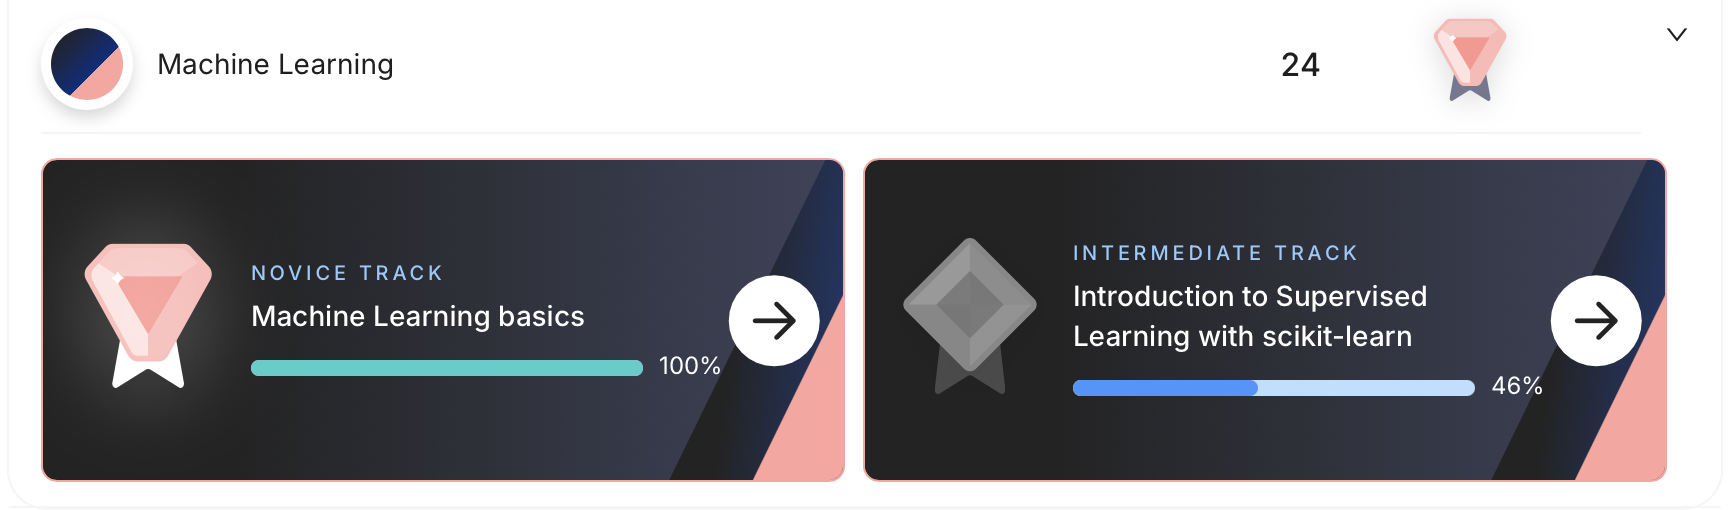 Machine Learning
24
NOVICE TRACK
Machine Learning basics
100%
INTERMEDIATE TRACK
Introduction to Supervised
Learning with scikit-learn
46%